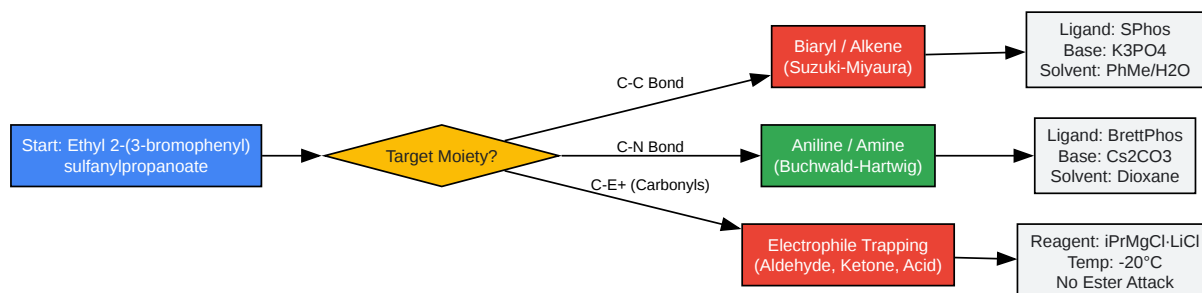 Start: Ethyl 2-(3-bromophenyl)
sulfanylpropanoate
Target Moiety?
C-C Bond
Biaryl / Alkene
(Suzuki-Miyaura)
Ligand: SPhos
Base: K3PO4
Solvent: PhMe/H2O
C-N Bond
Aniline / Amine
(Buchwald-Hartwig)
Ligand: BrettPhos
Base: Cs2CO3
Solvent: Dioxane
C-E+ (Carbonyls)
Electrophile Trapping
(Aldehyde, Ketone, Acid)
Reagent: iPrMgCl·LiCl
Temp: -20°C
No Ester Attack